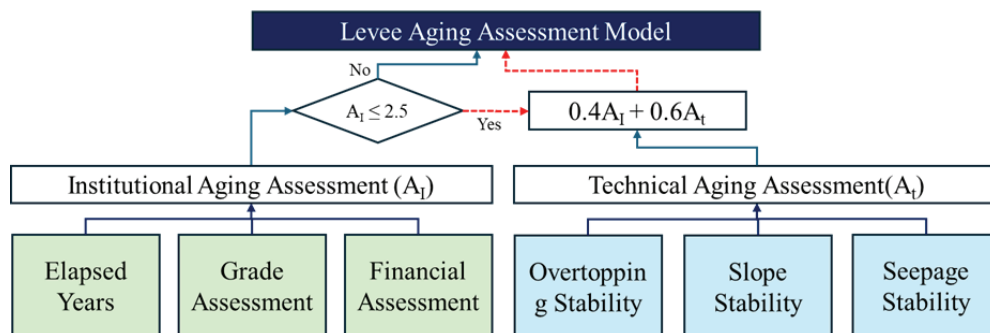 Levee Aging Assessment Model
No
A_I ≤ 2.5
Yes
0.4A_I + 0.6A_t
Institutional Aging Assessment (A_I)
Technical Aging Assessment(A_t)
Elapsed
Years
Grade
Assessment
Financial
Assessment
Overtoppin
g Stability
Slope
Stability
Seepage
Stability